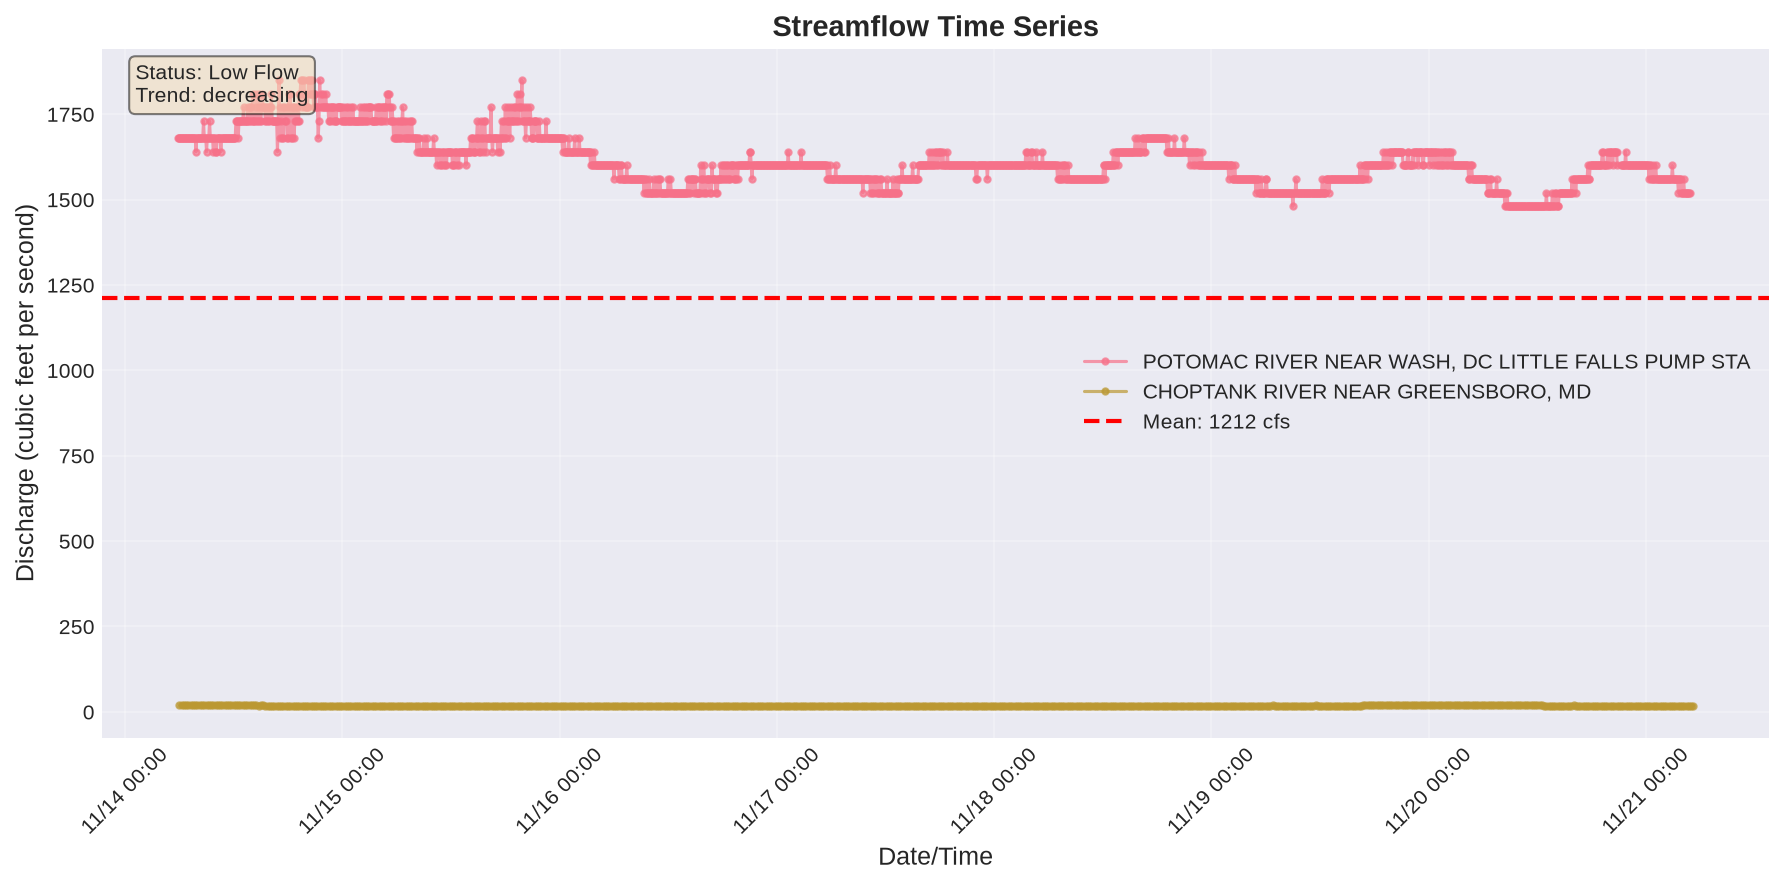 Streamflow Time Series
Status: Low Flow
Trend: decreasing
Discharge (cubic feet per second)
1750
1500
1250
1000
750
500
250
0
POTOMAC RIVER NEAR WASH, DC LITTLE FALLS PUMP STA
CHOPTANK RIVER NEAR GREENSBORO, MD
Mean: 1212 cfs
11/14 00:00
11/15 00:00
11/16 00:00
11/17 00:00
11/18 00:00
11/19 00:00
11/20 00:00
11/21 00:00
Date/Time